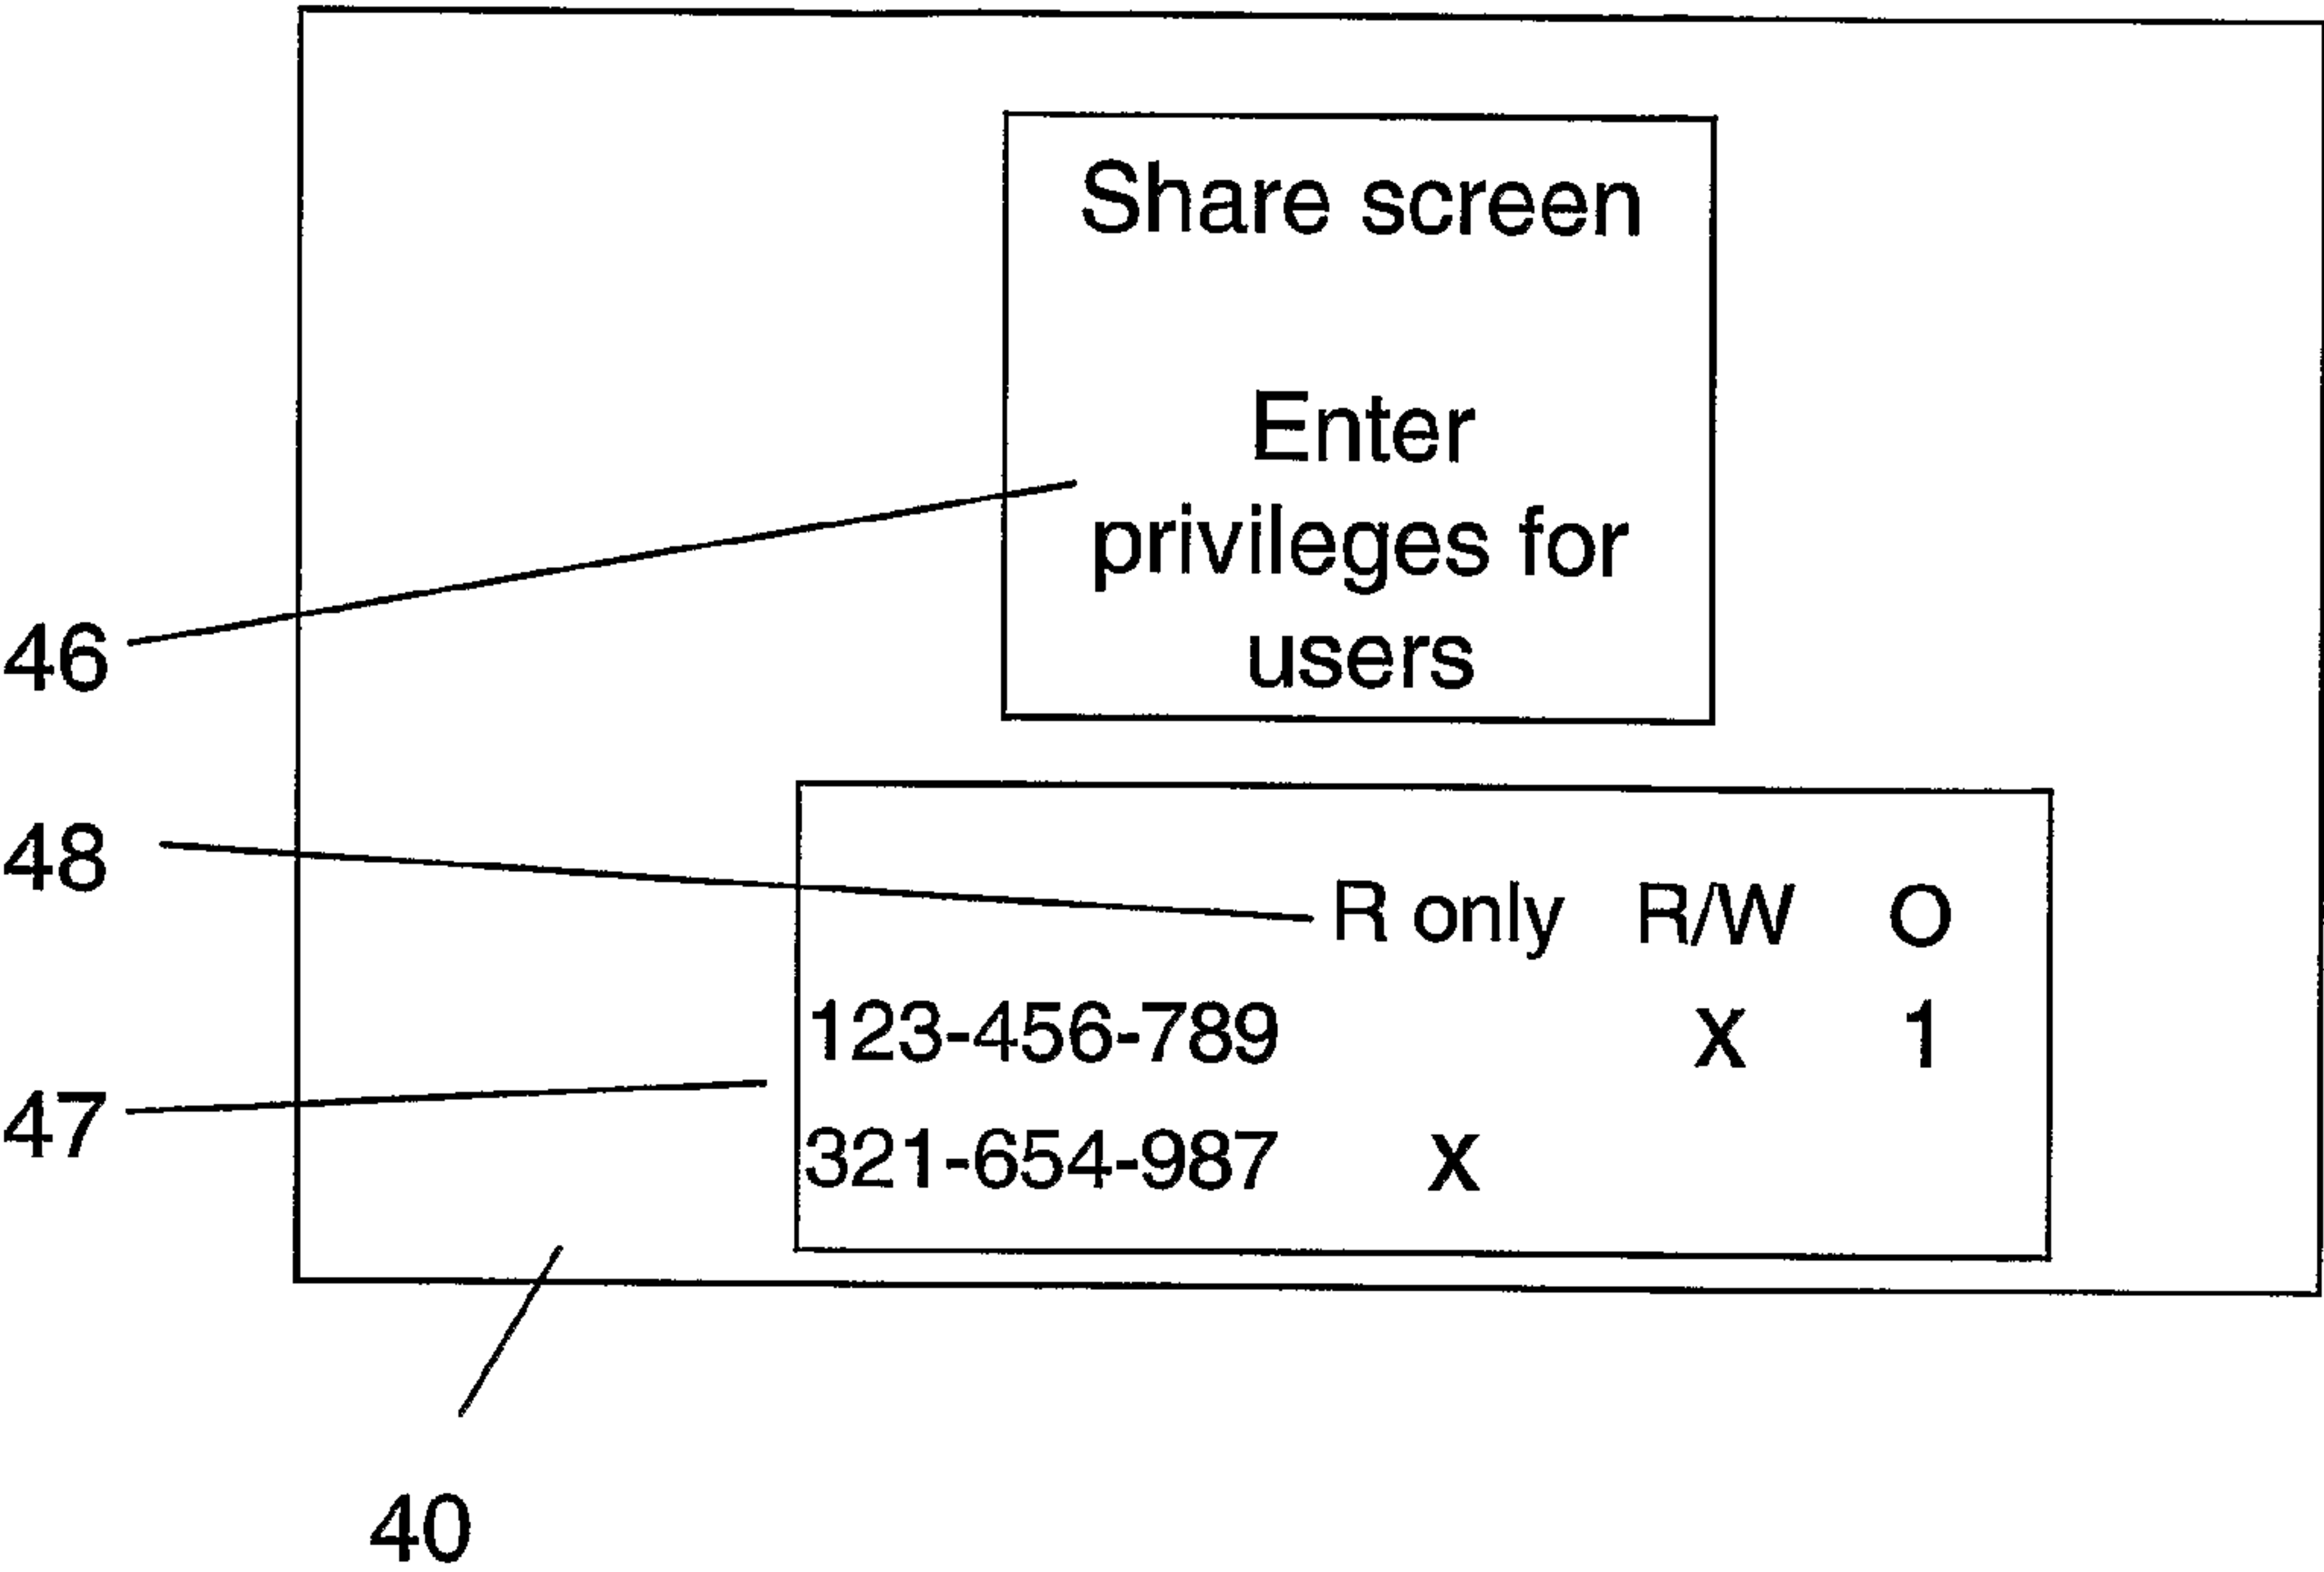 Share screen
Enter
privileges for
users
46
48
R only R/W O
123-456-789 X 1
47
321-654-987 X
40